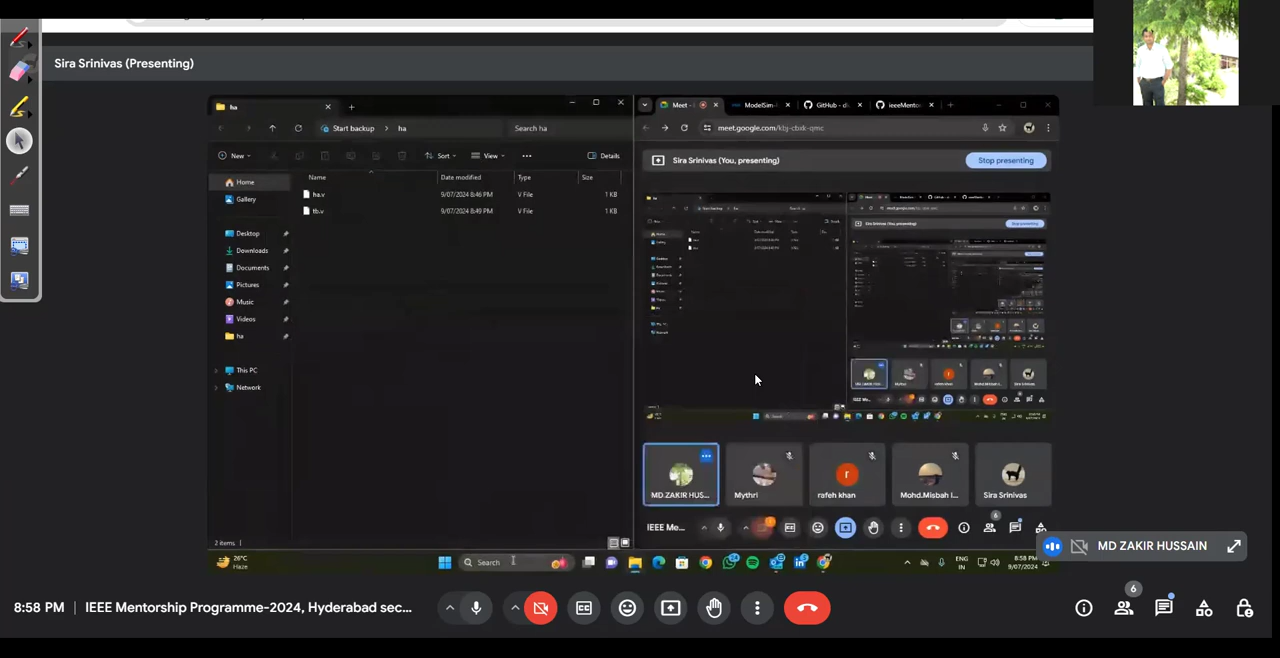 Sira Srinivas (Presenting)
ha
Start backup > ha
Search ha
New
Sort
View
Details
Name
Date modified
Type
Size
ha.v
9/07/2024 8:46 PM
V File
1 KB
tb.v
9/07/2024 8:49 PM
V File
1 KB
Home
Gallery
Desktop
Downloads
Documents
Pictures
Music
Videos
ha
This PC
Network
2 items
Meet -
ModelSim-
GitHub - d
ieeeMento
meet.google.com/kbj-cbxk-qmc
Sira Srinivas (You, presenting)
Stop presenting
MD ZAKIR HUS...
Mythri
rafeh khan
r
Mohd.Misbah I...
Sira Srinivas
IEEE Me...
6
26°C
Haze
Search
ENG
IN
8:58 PM
9/07/2024
MD ZAKIR HUSSAIN
8:58 PM | IEEE Mentorship Programme-2024, Hyderabad sec...
6